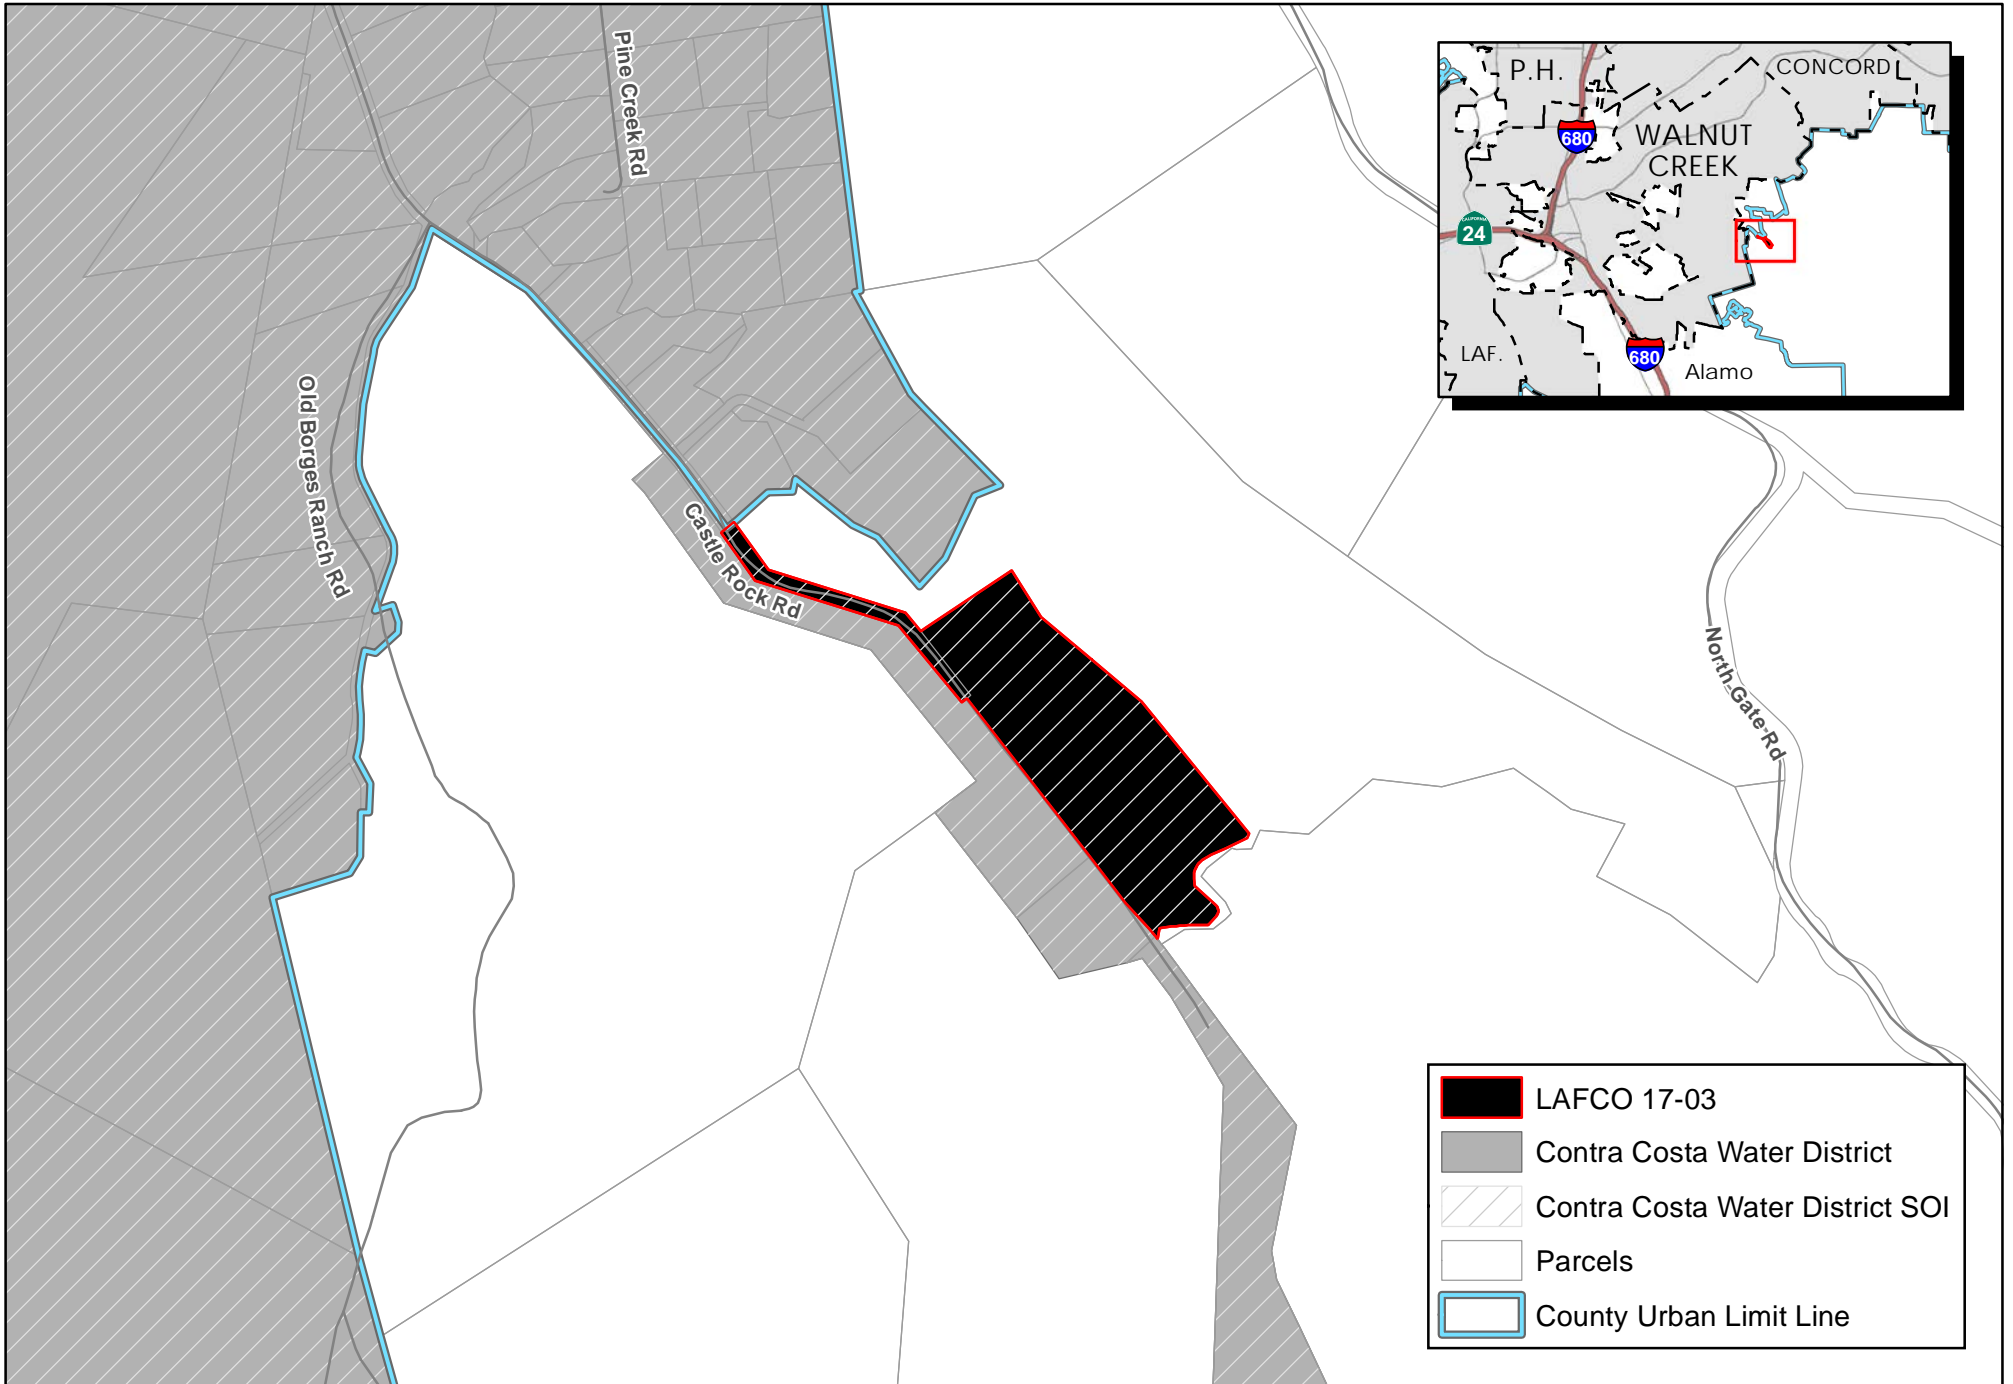 Pine Creek Rd
Old Borges Ranch Rd
Castle Rock Rd
North Gate Rd
P.H.
CONCORD
680
WALNUT
CREEK
CALIFORNIA
24
LAF.
680
Alamo
LAFCO 17-03
Contra Costa Water District
Contra Costa Water District SOI
Parcels
County Urban Limit Line